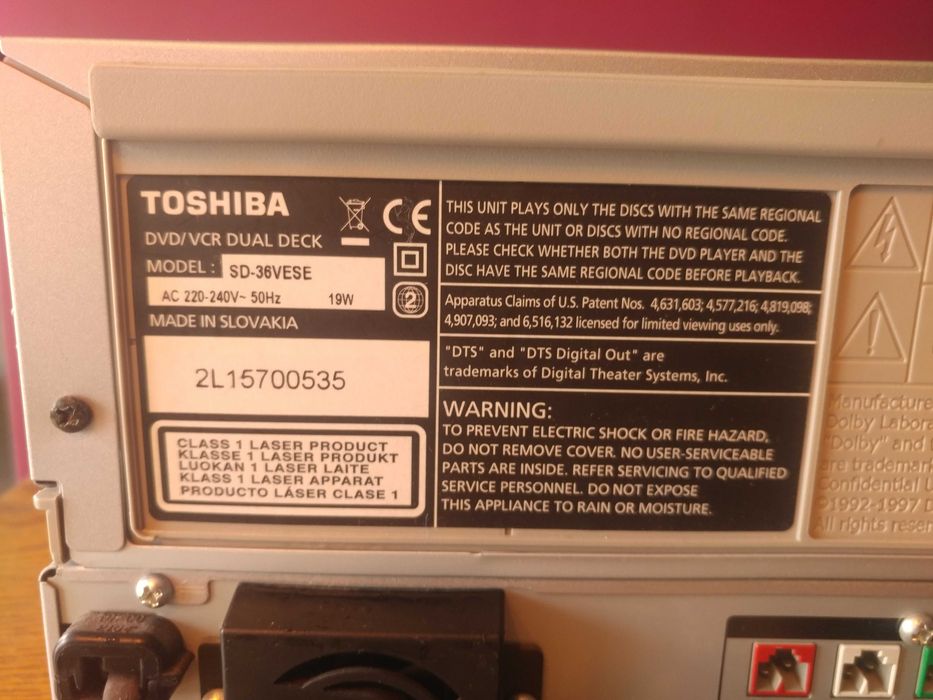 TOSHIBA
CE
DVD/VCR DUAL DECK
MODEL : SD-36VESE
AC 220-240V~ 50Hz 19W
2
MADE IN SLOVAKIA
2L15700535
CLASS 1 LASER PRODUCT
KLASSE 1 LASER PRODUKT
LUOKAN 1 LASER LAITE
KLASS 1 LASER APPARAT
PRODUCTO LÁSER CLASE 1
THIS UNIT PLAYS ONLY THE DISCS WITH THE SAME REGIONAL
CODE AS THE UNIT OR DISCS WITH NO REGIONAL CODE.
PLEASE CHECK WHETHER BOTH THE DVD PLAYER AND THE
DISC HAVE THE SAME REGIONAL CODE BEFORE PLAYBACK.
Apparatus Claims of U.S. Patent Nos. 4,631,603; 4,577,216; 4,819,098;
4,907,093; and 6,516,132 licensed for limited viewing uses only.
"DTS" and "DTS Digital Out" are
trademarks of Digital Theater Systems, Inc.
WARNING:
TO PREVENT ELECTRIC SHOCK OR FIRE HAZARD,
DO NOT REMOVE COVER. NO USER-SERVICEABLE
PARTS ARE INSIDE. REFER SERVICING TO QUALIFIED
SERVICE PERSONNEL. DO NOT EXPOSE
THIS APPLIANCE TO RAIN OR MOISTURE.
Manufacture
Dolby Labora
"Dolby" and
are trademar
Confidential
©1992-1997 D
All rights reser